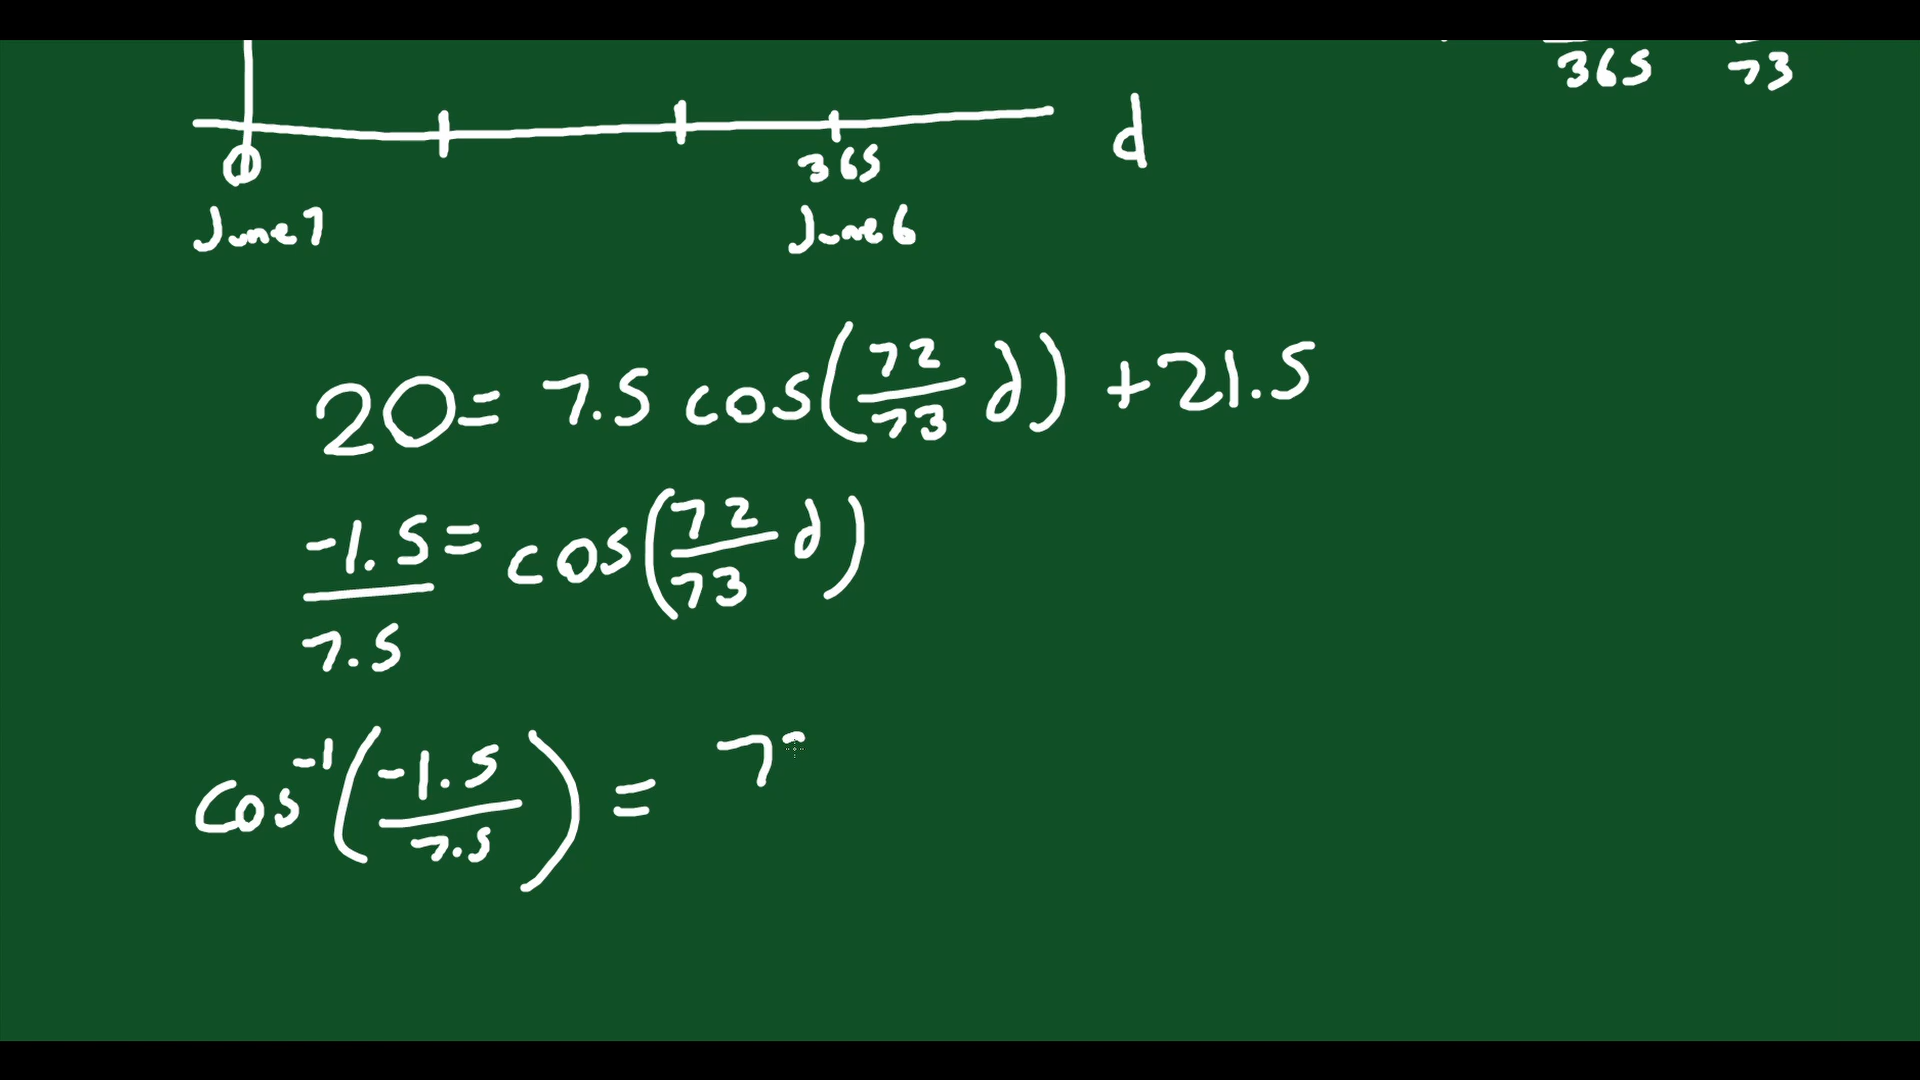 365 73
d
0 365
June 7 June 6
20 = 7.5 cos(72/73 d) + 21.5
-1.5/7.5 = cos(72/73 d)
cos⁻¹(-1.5/7.5) = 7